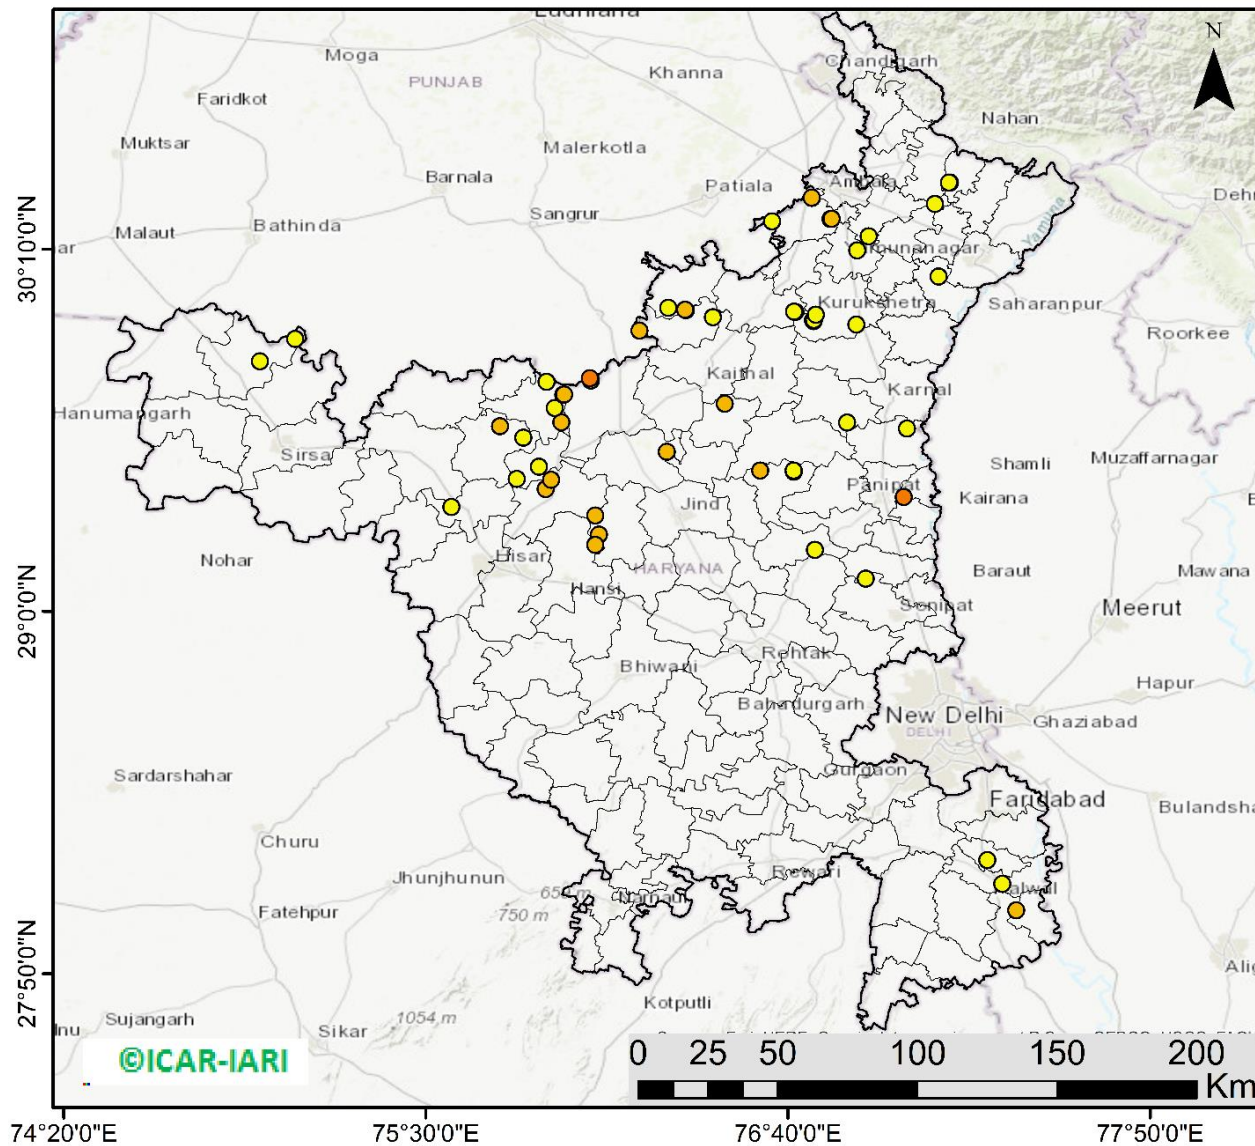 Ludhiana
Moga
Khanna
Chandigarh
N
PUNJAB
Faridkot
Nahan
Muktsar
Malerkotla
Barnala
Patiala
Ambala
Sangrur
Bathinda
Malaut
Yamuna
Yamunanagar
30°10'0"N
Kurukshetra
Saharanpur
Roorkee
Kaithal
Karnal
Hanumangarh
Sirsa
Shamli
Muzaffarnagar
Panipat
Kairana
Jind
Nohar
Hisar
HARYANA
Baraut
Mawana
Hansi
Sonipat
Meerut
29°0'0"N
Rohtak
Bhiwani
Hapur
Bahadurgarh
New Delhi
Ghaziabad
DELHI
Sardarshahar
Gurgaon
Faridabad
Bulandsha
Churu
Jhunjhunun
Rewari
650 m
Narnaul
Palwal
Fatehpur
750 m
27°50'0"N
Alig
Kotputli
Sujangarh
1054 m
Sikar
©ICAR-IARI
0 25 50 100 150 200
Km
74°20'0"E 75°30'0"E 76°40'0"E 77°50'0"E